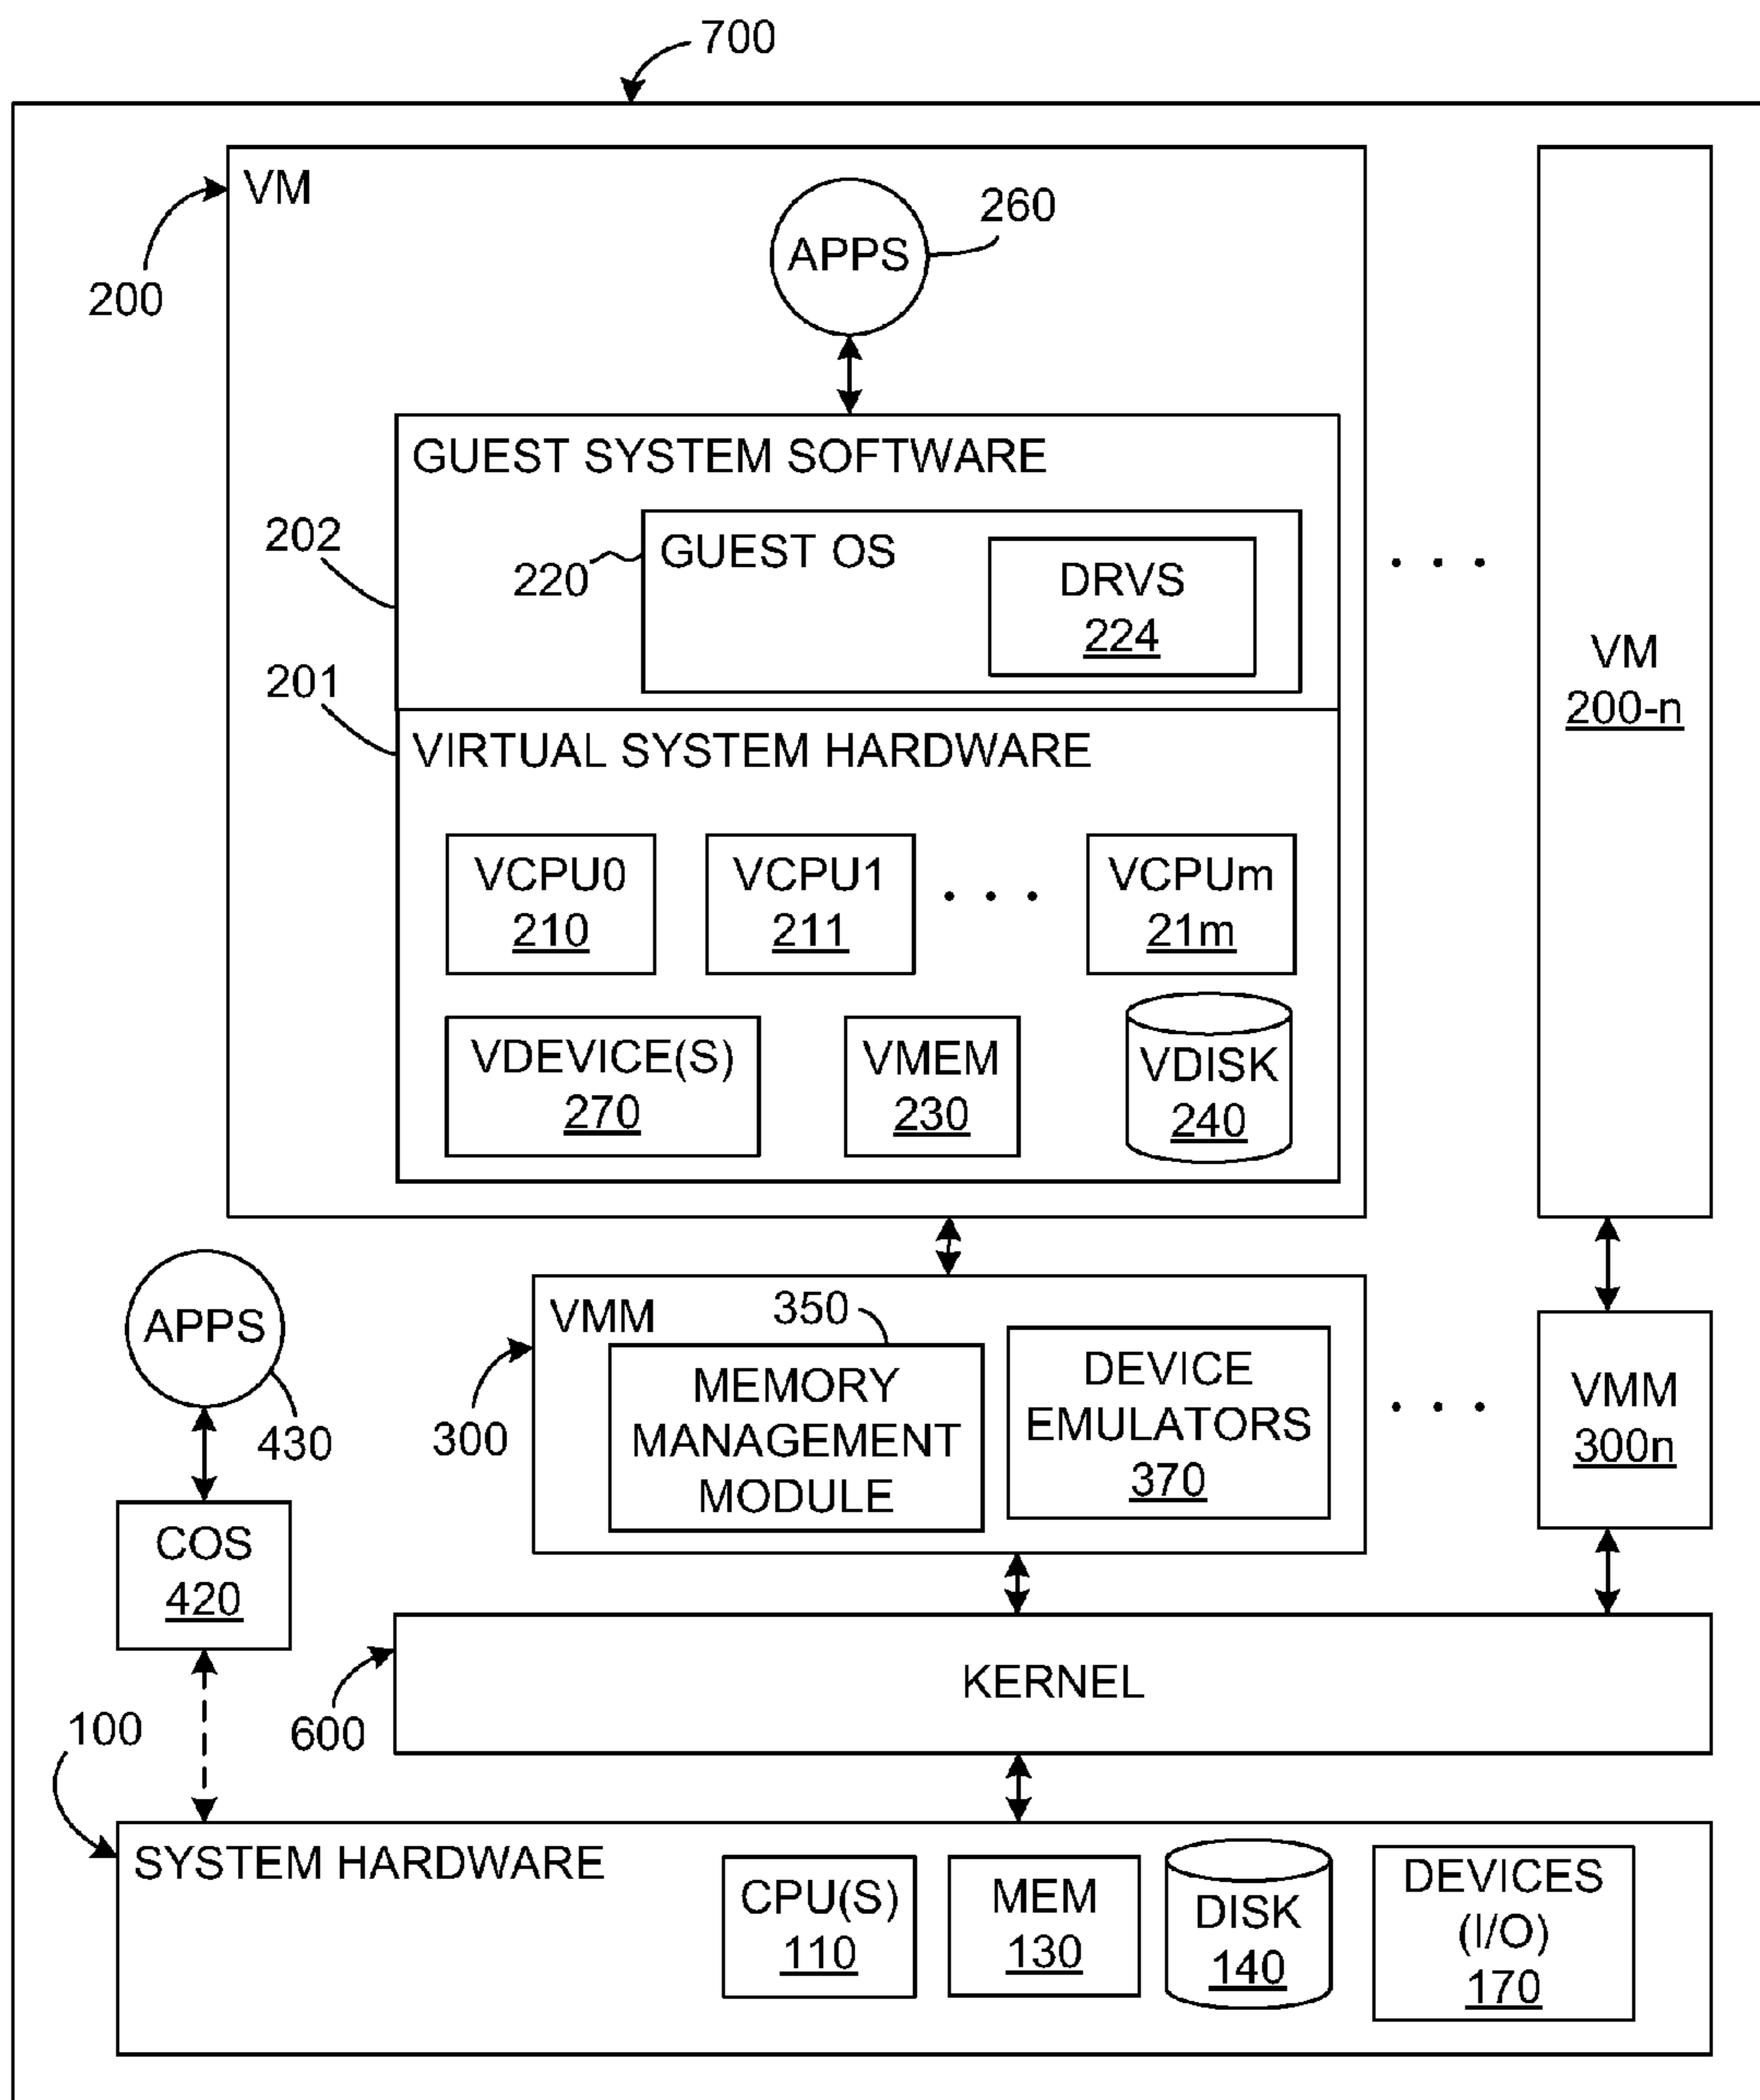 700
VM
200
APPS
260
GUEST SYSTEM SOFTWARE
202
220
GUEST OS
DRVS
224
201
VIRTUAL SYSTEM HARDWARE
VCPU0
210
VCPU1
211
. . .
VCPUm
21m
VDEVICE(S)
270
VMEM
230
VDISK
240
. . .
VM
200-n
APPS
430
COS
420
VMM
300
350
MEMORY
MANAGEMENT
MODULE
DEVICE
EMULATORS
370
. . .
VMM
300n
600
KERNEL
100
SYSTEM HARDWARE
CPU(S)
110
MEM
130
DISK
140
DEVICES
(I/O)
170